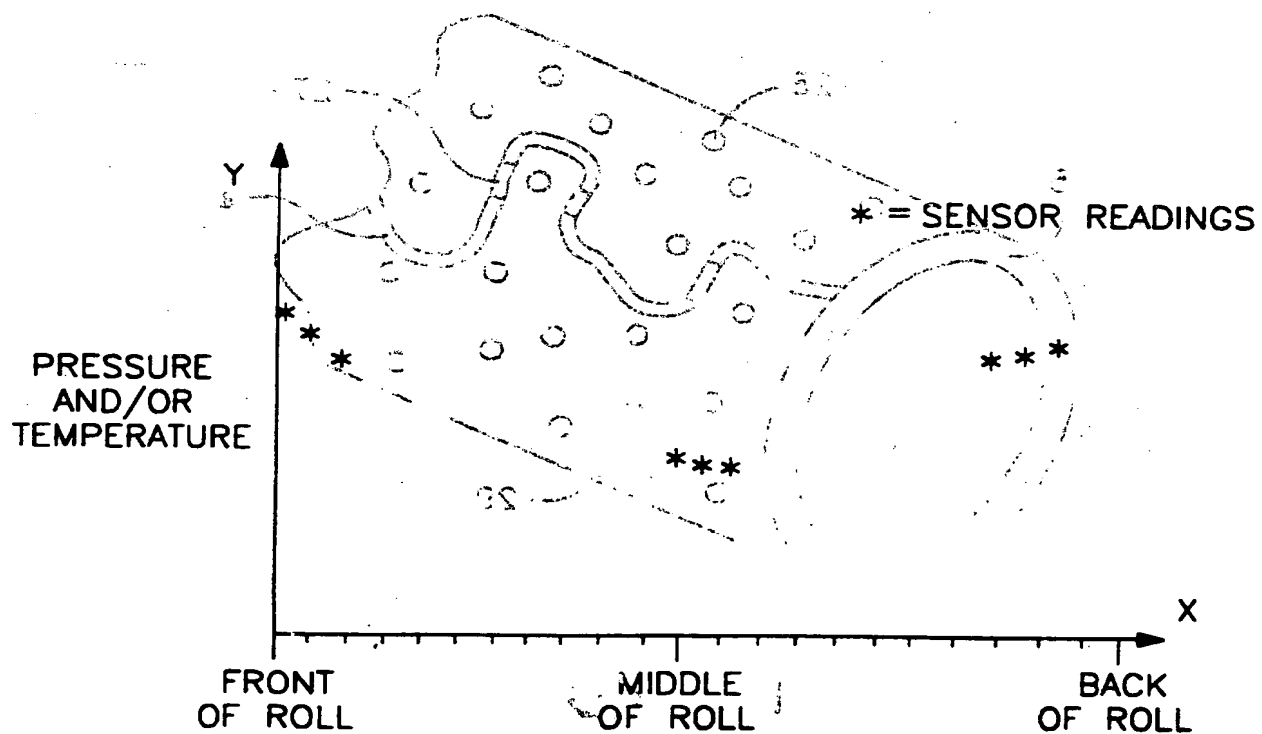 Y
* = SENSOR READINGS
PRESSURE
AND/OR
TEMPERATURE
X
FRONT
OF ROLL
MIDDLE
OF ROLL
BACK
OF ROLL